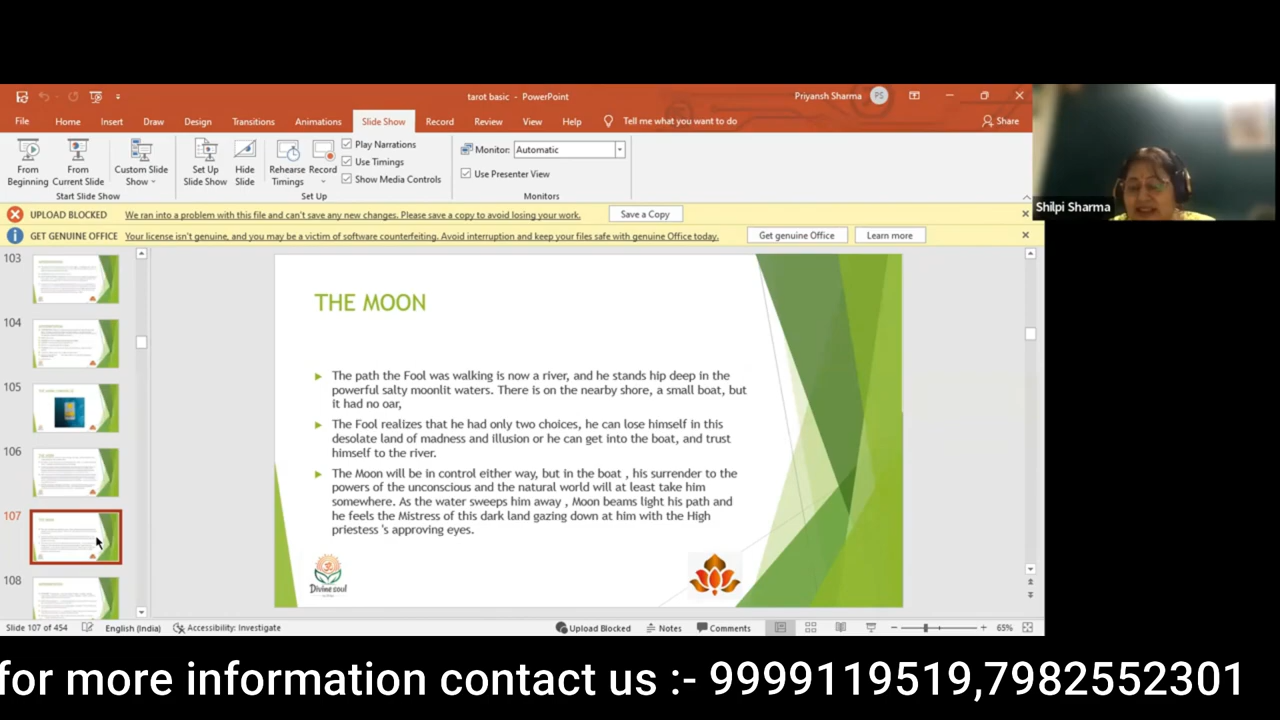 tarot basic - PowerPoint
Priyansh Sharma
PS
File Home Insert Draw Design Transitions Animations Slide Show Record Review View Help Tell me what you want to do
Share
From Beginning
From Current Slide
Custom Slide Show
Set Up Slide Show
Hide Slide
Rehearse Timings
Record
Play Narrations
Use Timings
Show Media Controls
Monitor: Automatic
Use Presenter View
Start Slide Show
Set Up
Monitors
Shilpi Sharma
UPLOAD BLOCKED We ran into a problem with this file and can't save any new changes. Please save a copy to avoid losing your work. Save a Copy
GET GENUINE OFFICE Your license isn't genuine, and you may be a victim of software counterfeiting. Avoid interruption and keep your files safe with genuine Office today. Get genuine Office Learn more
103
104
105
106
107
108
THE MOON
The path the Fool was walking is now a river, and he stands hip deep in the
powerful salty moonlit waters. There is on the nearby shore, a small boat, but
it had no oar,
The Fool realizes that he had only two choices, he can lose himself in this
desolate land of madness and illusion or he can get into the boat, and trust
himself to the river.
The Moon will be in control either way, but in the boat , his surrender to the
powers of the unconscious and the natural world will at least take him
somewhere. As the water sweeps him away , Moon beams light his path and
he feels the Mistress of this dark land gazing down at him with the High
priestess 's approving eyes.
Divine soul
Slide 107 of 454 English (India) Accessibility: Investigate Upload Blocked Notes Comments 65%
for more information contact us :- 9999119519,7982552301